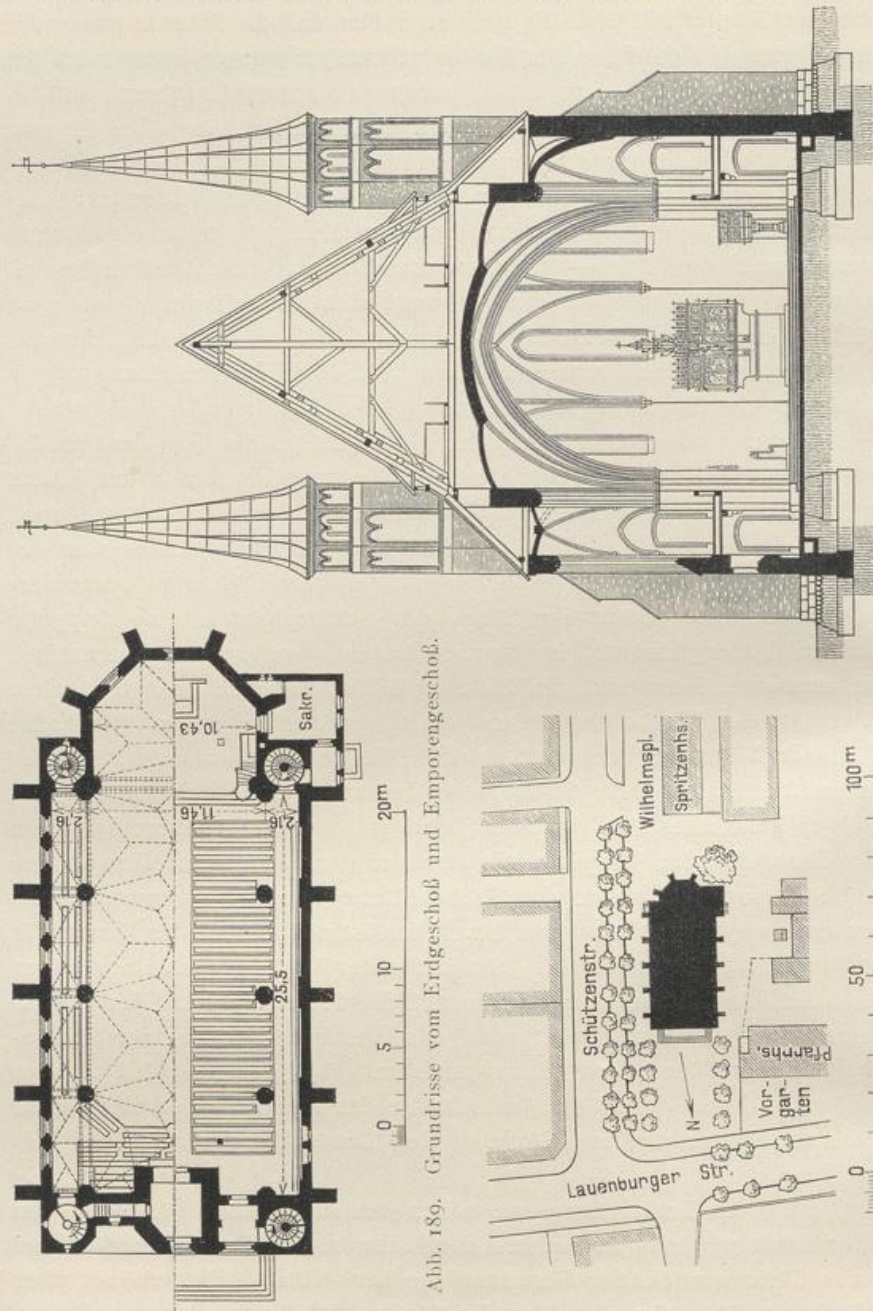 Sakr.
10,43
11,46
2,16
2,16
25,5
0 5 10 20m
Abb. 189. Grundrisse vom Erdgeschoß und Emporengeschoß.
Wilhelmspl.
Spritzenhs.
Schützenstr.
N
Pfarrhs.
Vor-
gar-
ten
Lauenburger Str.
0 50 100m